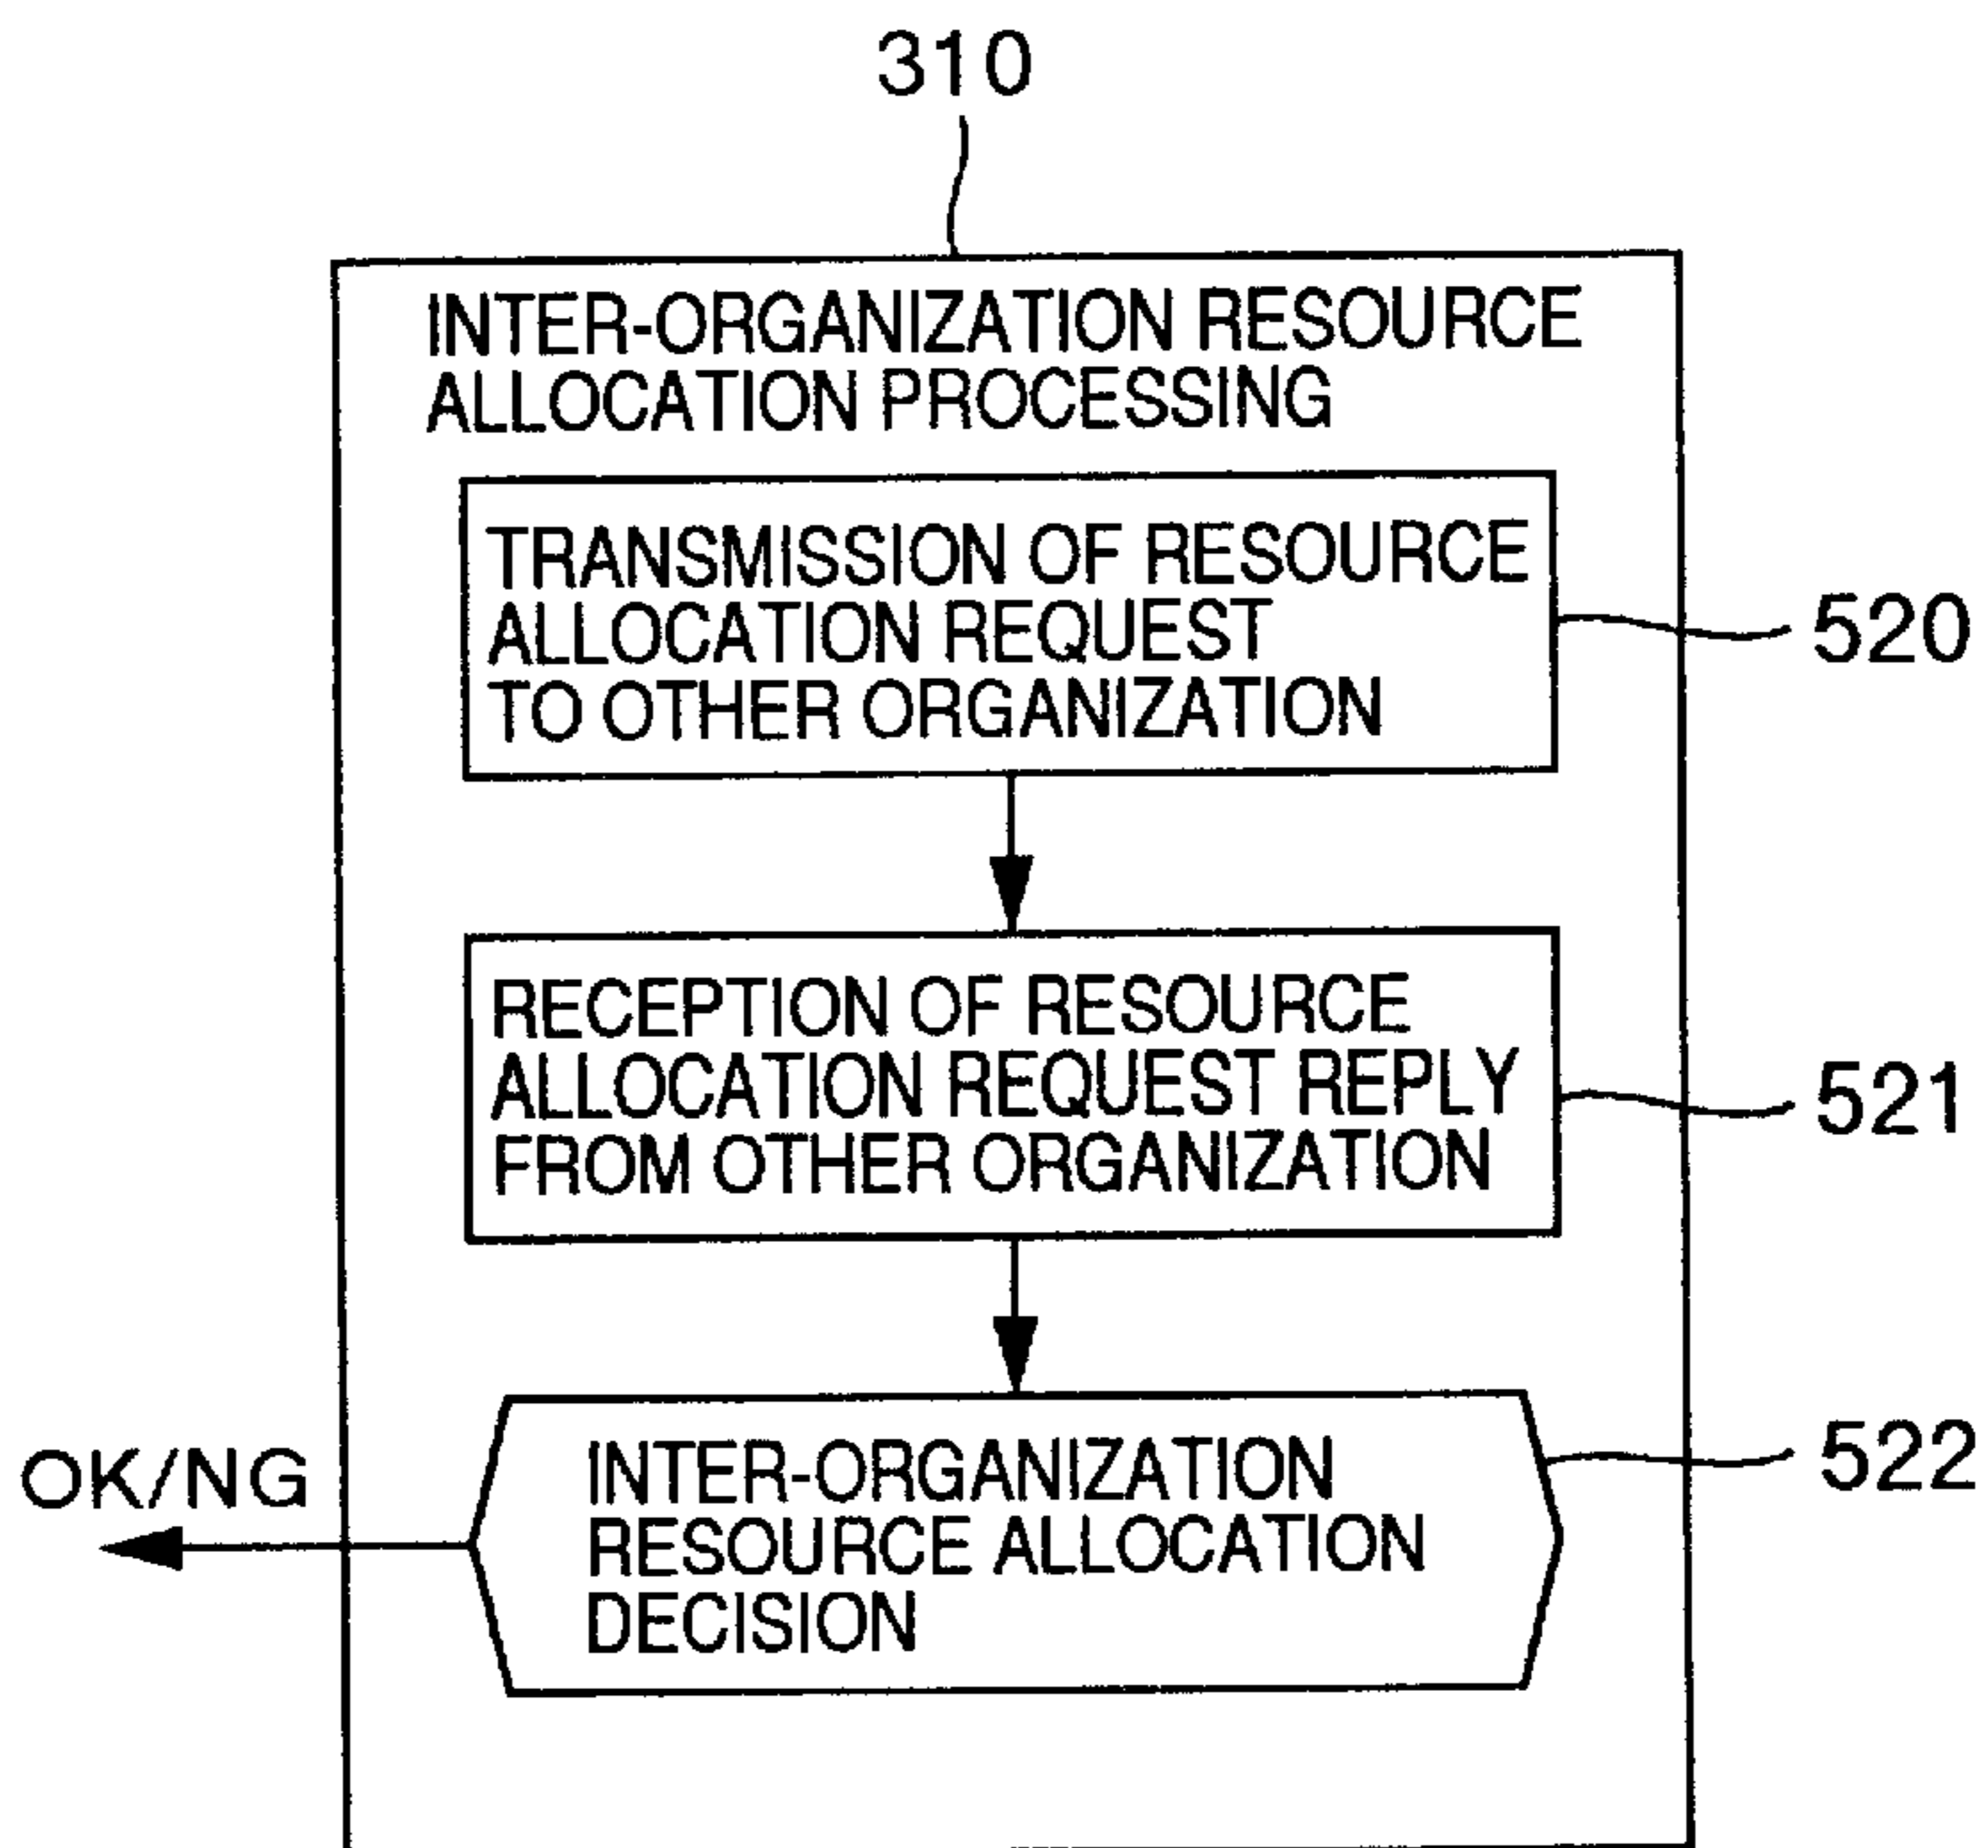 310
INTER-ORGANIZATION RESOURCE
ALLOCATION PROCESSING
TRANSMISSION OF RESOURCE
ALLOCATION REQUEST
TO OTHER ORGANIZATION
520
RECEPTION OF RESOURCE
ALLOCATION REQUEST REPLY
FROM OTHER ORGANIZATION
521
INTER-ORGANIZATION
RESOURCE ALLOCATION
DECISION
522
OK/NG